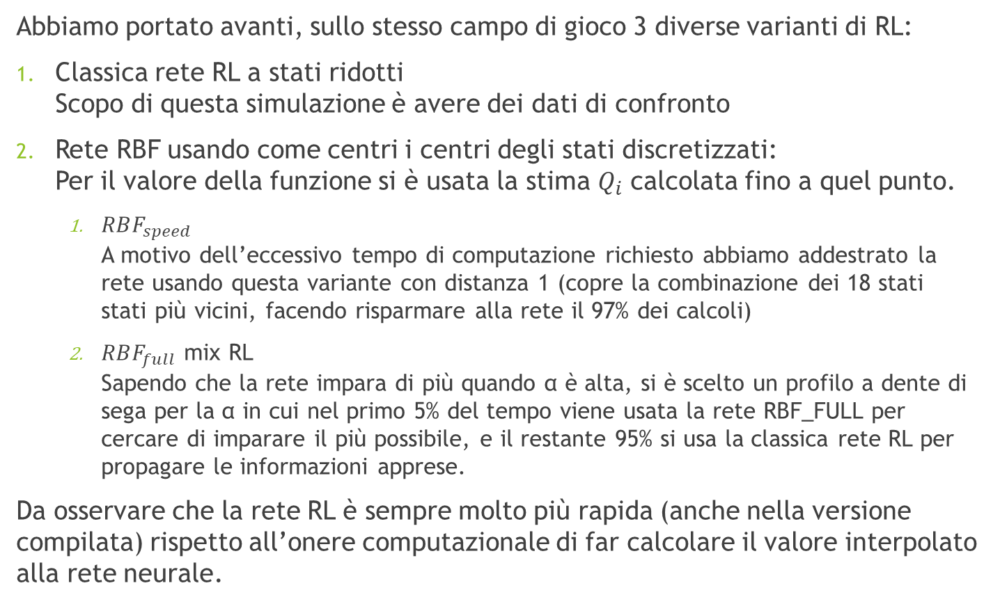 Abbiamo portato avanti, sullo stesso campo di gioco 3 diverse varianti di RL:
1. Classica rete RL a stati ridotti
Scopo di questa simulazione è avere dei dati di confronto
2. Rete RBF usando come centri i centri degli stati discretizzati:
Per il valore della funzione si è usata la stima Qᵢ calcolata fino a quel punto.
1. RBF_speed
A motivo dell’eccessivo tempo di computazione richiesto abbiamo addestrato la
rete usando questa variante con distanza 1 (copre la combinazione dei 18 stati
stati più vicini, facendo risparmare alla rete il 97% dei calcoli)
2. RBF_full mix RL
Sapendo che la rete impara di più quando α è alta, si è scelto un profilo a dente di
sega per la α in cui nel primo 5% del tempo viene usata la rete RBF_FULL per
cercare di imparare il più possibile, e il restante 95% si usa la classica rete RL per
propagare le informazioni apprese.
Da osservare che la rete RL è sempre molto più rapida (anche nella versione
compilata) rispetto all’onere computazionale di far calcolare il valore interpolato
alla rete neurale.